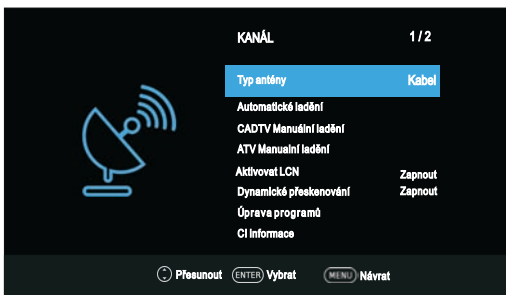 KANÁL 1/2
Typ antény Kabel
Automatické ladění
CADTV Manuální ladění
ATV Manualní ladění
Aktivovat LCN Zapnout
Dynamické přeskenování Zapnout
Úprava programů
CI Informace
Přesunout ENTER Vybrat MENU Návrat